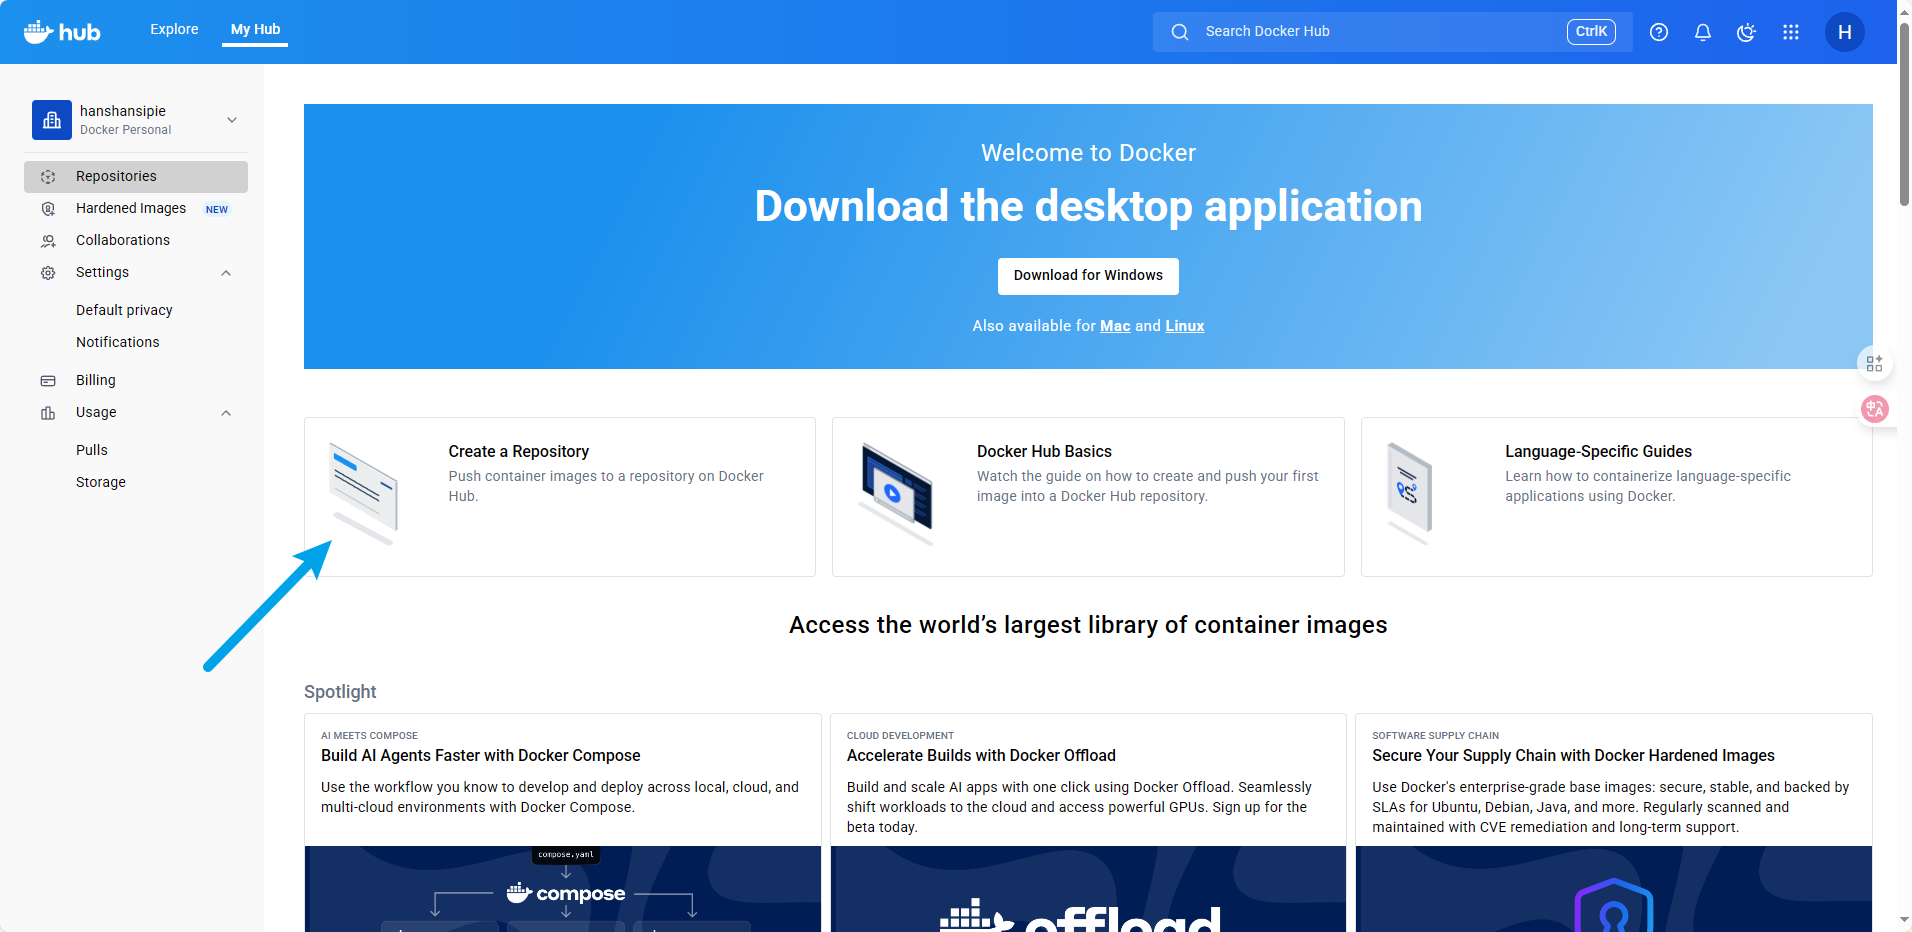 hub
Explore
My Hub
Search Docker Hub
CtrlK
H
hanshansipie
Docker Personal
Repositories
Hardened Images NEW
Collaborations
Settings
Default privacy
Notifications
Billing
Usage
Pulls
Storage
Welcome to Docker
Download the desktop application
Download for Windows
Also available for Mac and Linux
Create a Repository
Push container images to a repository on Docker
Hub.
Docker Hub Basics
Watch the guide on how to create and push your first
image into a Docker Hub repository.
Language-Specific Guides
Learn how to containerize language-specific
applications using Docker.
Access the world’s largest library of container images
Spotlight
AI MEETS COMPOSE
Build AI Agents Faster with Docker Compose
Use the workflow you know to develop and deploy across local, cloud, and
multi-cloud environments with Docker Compose.
compose.yaml
compose
CLOUD DEVELOPMENT
Accelerate Builds with Docker Offload
Build and scale AI apps with one click using Docker Offload. Seamlessly
shift workloads to the cloud and access powerful GPUs. Sign up for the
beta today.
offload
SOFTWARE SUPPLY CHAIN
Secure Your Supply Chain with Docker Hardened Images
Use Docker's enterprise-grade base images: secure, stable, and backed by
SLAs for Ubuntu, Debian, Java, and more. Regularly scanned and
maintained with CVE remediation and long-term support.